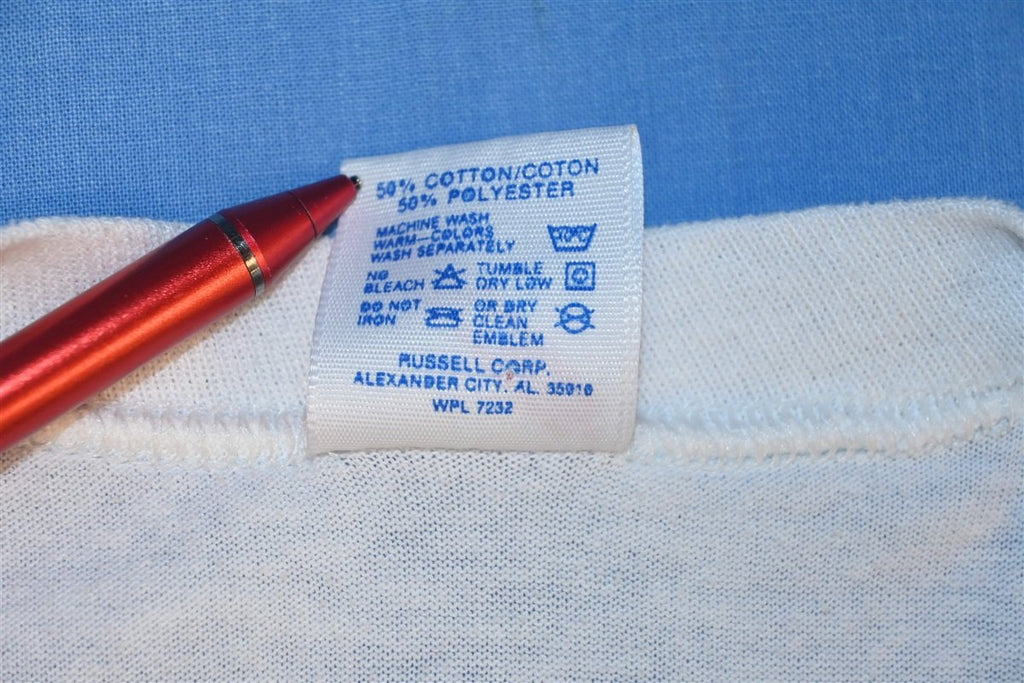 50% COTTON/COTON
50% POLYESTER
MACHINE WASH
WARM—COLORS
WASH SEPARATELY
NO
BLEACH
TUMBLE
DRY LOW
DO NOT
IRON
OR DRY
CLEAN
EMBLEM
RUSSELL CORP.
ALEXANDER CITY, AL. 35010
WPL 7232